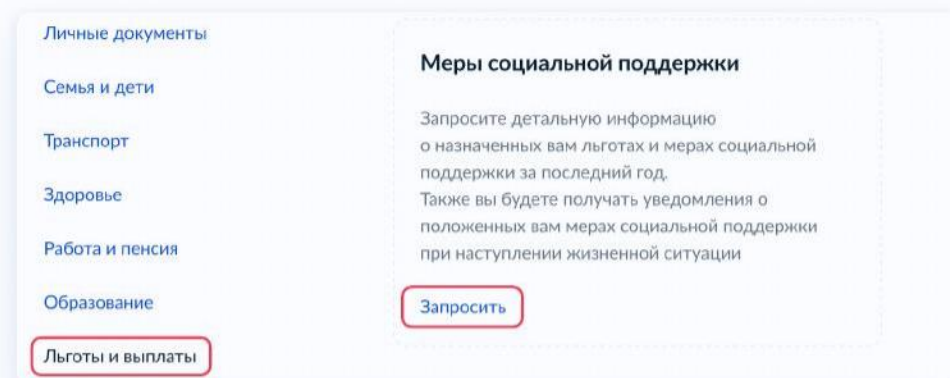 Личные документы
Семья и дети
Транспорт
Здоровье
Работа и пенсия
Образование
Льготы и выплаты
Меры социальной поддержки
Запросите детальную информацию
о назначенных вам льготах и мерах социальной
поддержки за последний год.
Также вы будете получать уведомления о
положенных вам мерах социальной поддержки
при наступлении жизненной ситуации
Запросить